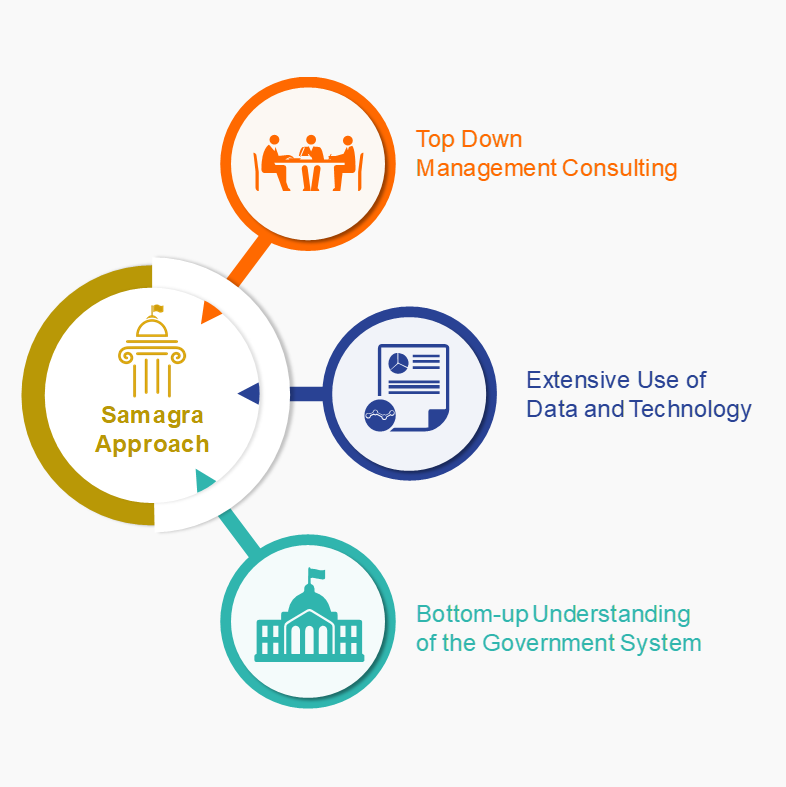 Top Down
Management Consulting
Samagra
Approach
Extensive Use of
Data and Technology
Bottom-up Understanding
of the Government System